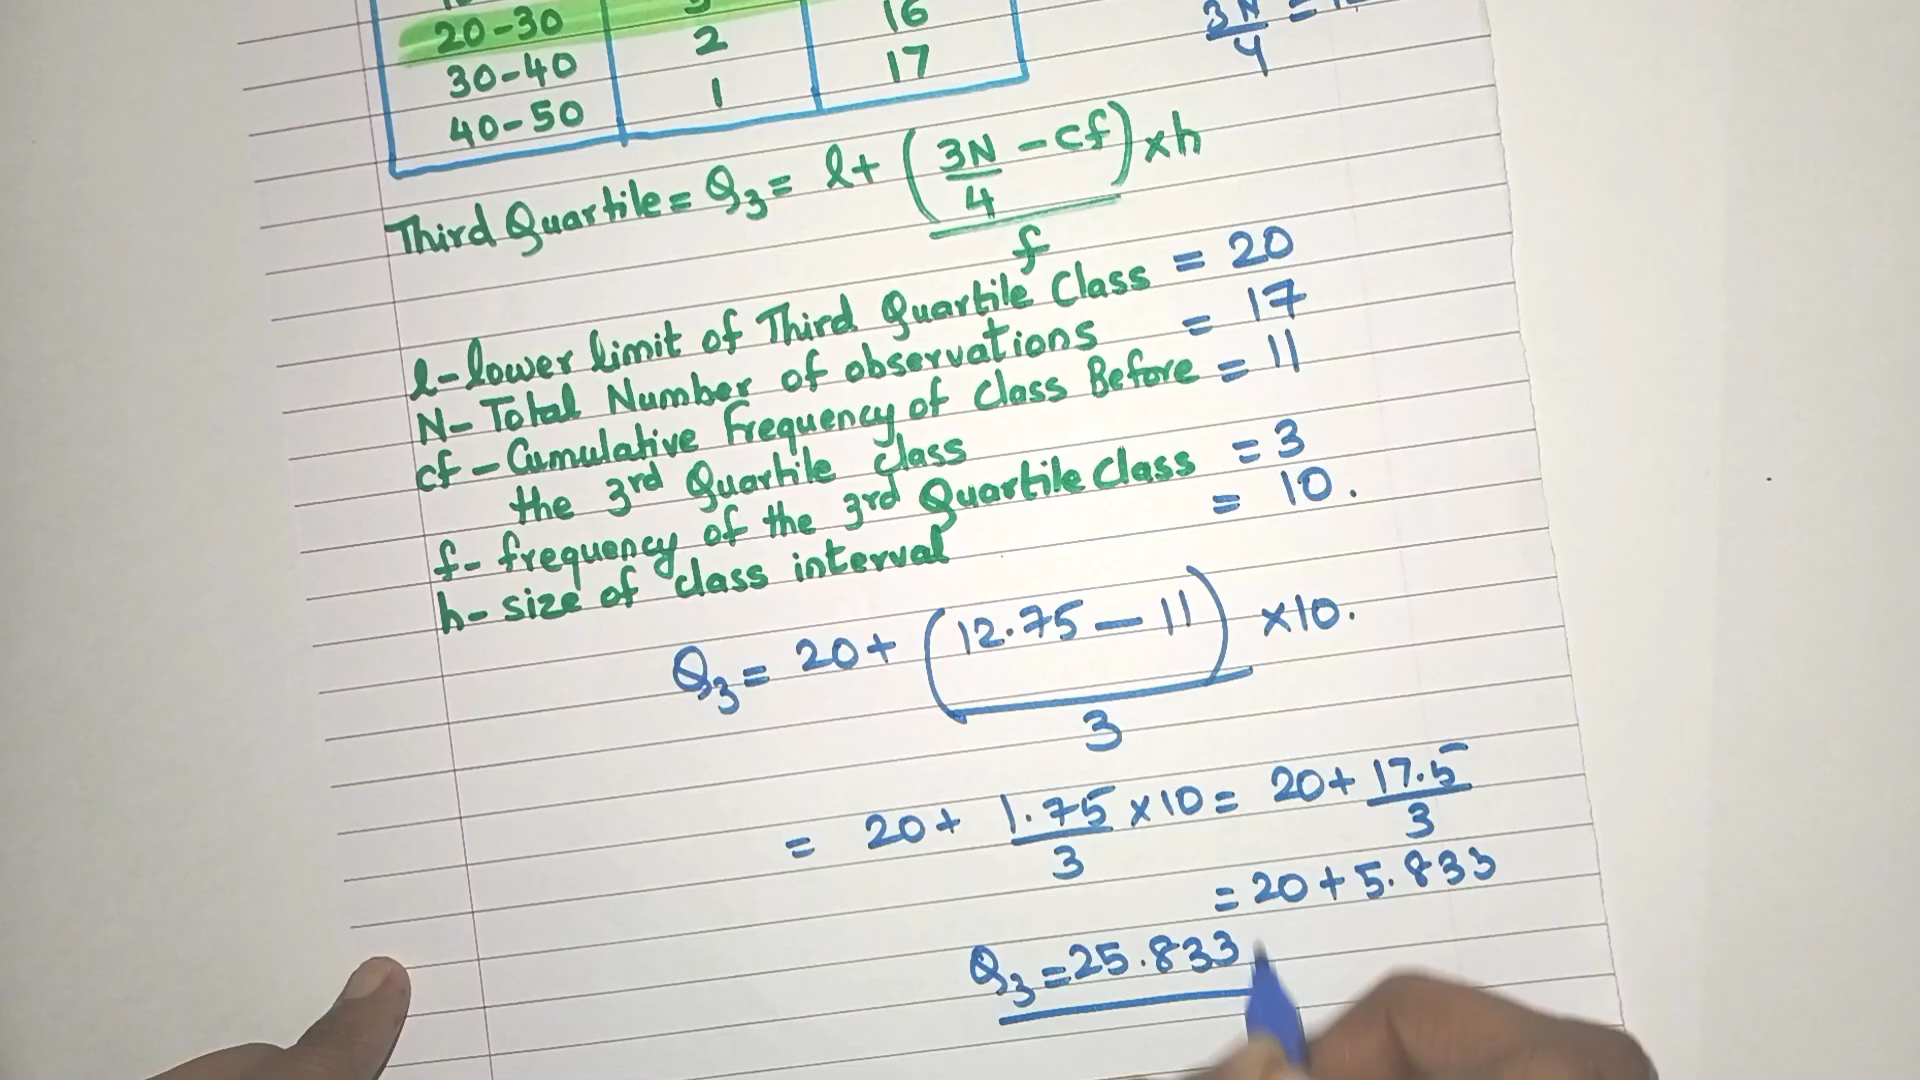 20-30
30-40 2 16
40-50 1 17
3N/4 =
Third Quartile = Q₃ = l + (3N/4 - cf)/f × h
l - lower limit of Third Quartile Class = 20
N - Total Number of observations = 17
cf - Cumulative frequency of class Before = 11
the 3rd Quartile class
f - frequency of the 3rd Quartile Class = 3
h - size of class interval = 10.
Q₃ = 20 + (12.75 - 11)/3 × 10.
= 20 + 1.75/3 × 10 = 20 + 17.5/3
= 20 + 5.833
Q₃ = 25.833